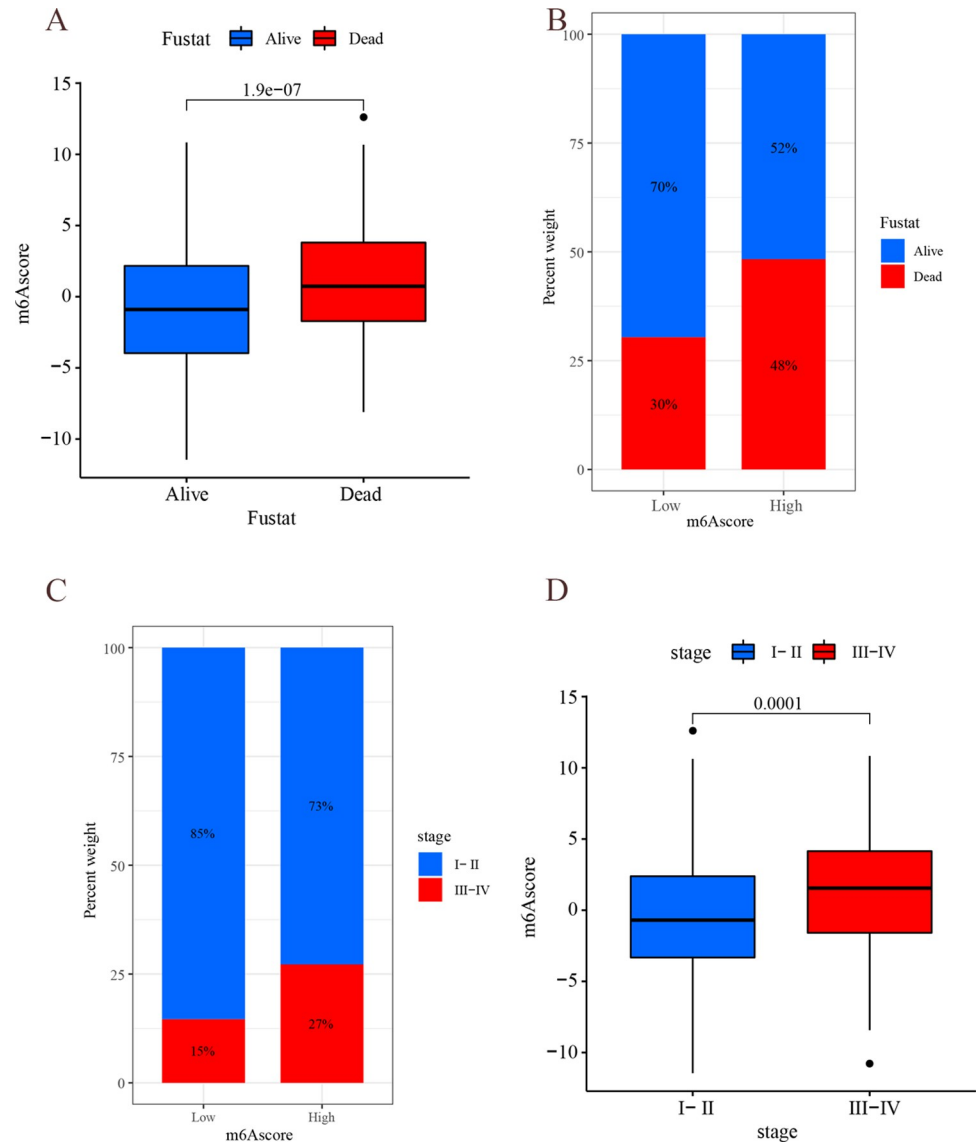 A
Fustat Alive Dead
15
10
5
0
−5
−10
m6Ascore
1.9e−07
Alive Dead
Fustat
B
100
75
50
25
0
Percent weight
70%
52%
30%
48%
Low High
m6Ascore
Fustat
Alive
Dead
C
100
75
50
25
0
Percent weight
85%
73%
15%
27%
Low High
m6Ascore
stage
I−II
III−IV
D
stage I−II III−IV
15
10
5
0
−5
−10
m6Ascore
0.0001
I−II III−IV
stage